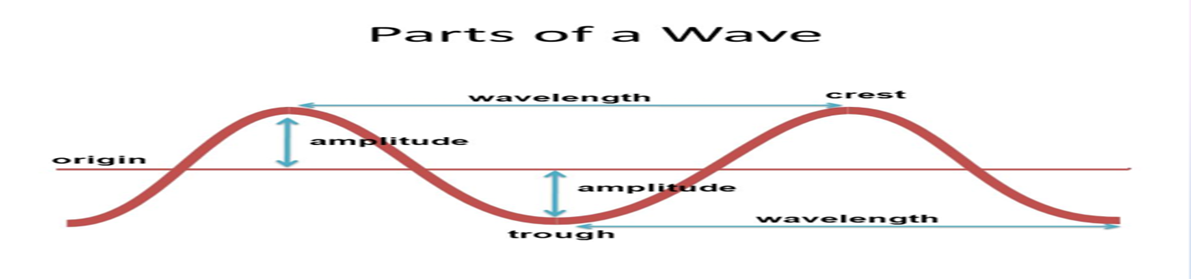 Parts of a Wave
crest
wavelength
amplitude
origin
amplitude
wavelength
trough